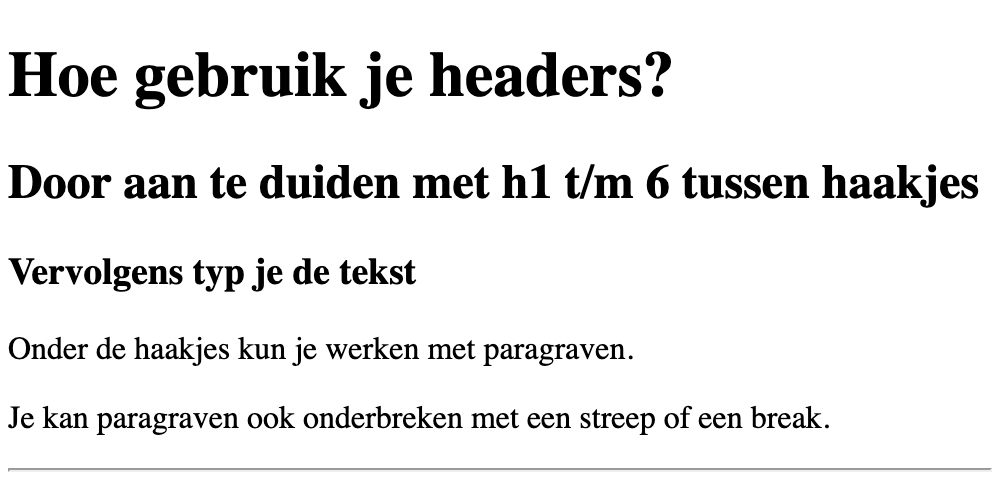 Hoe gebruik je headers?
Door aan te duiden met h1 t/m 6 tussen haakjes
Vervolgens typ je de tekst
Onder de haakjes kun je werken met paragraven.
Je kan paragraven ook onderbreken met een streep of een break.